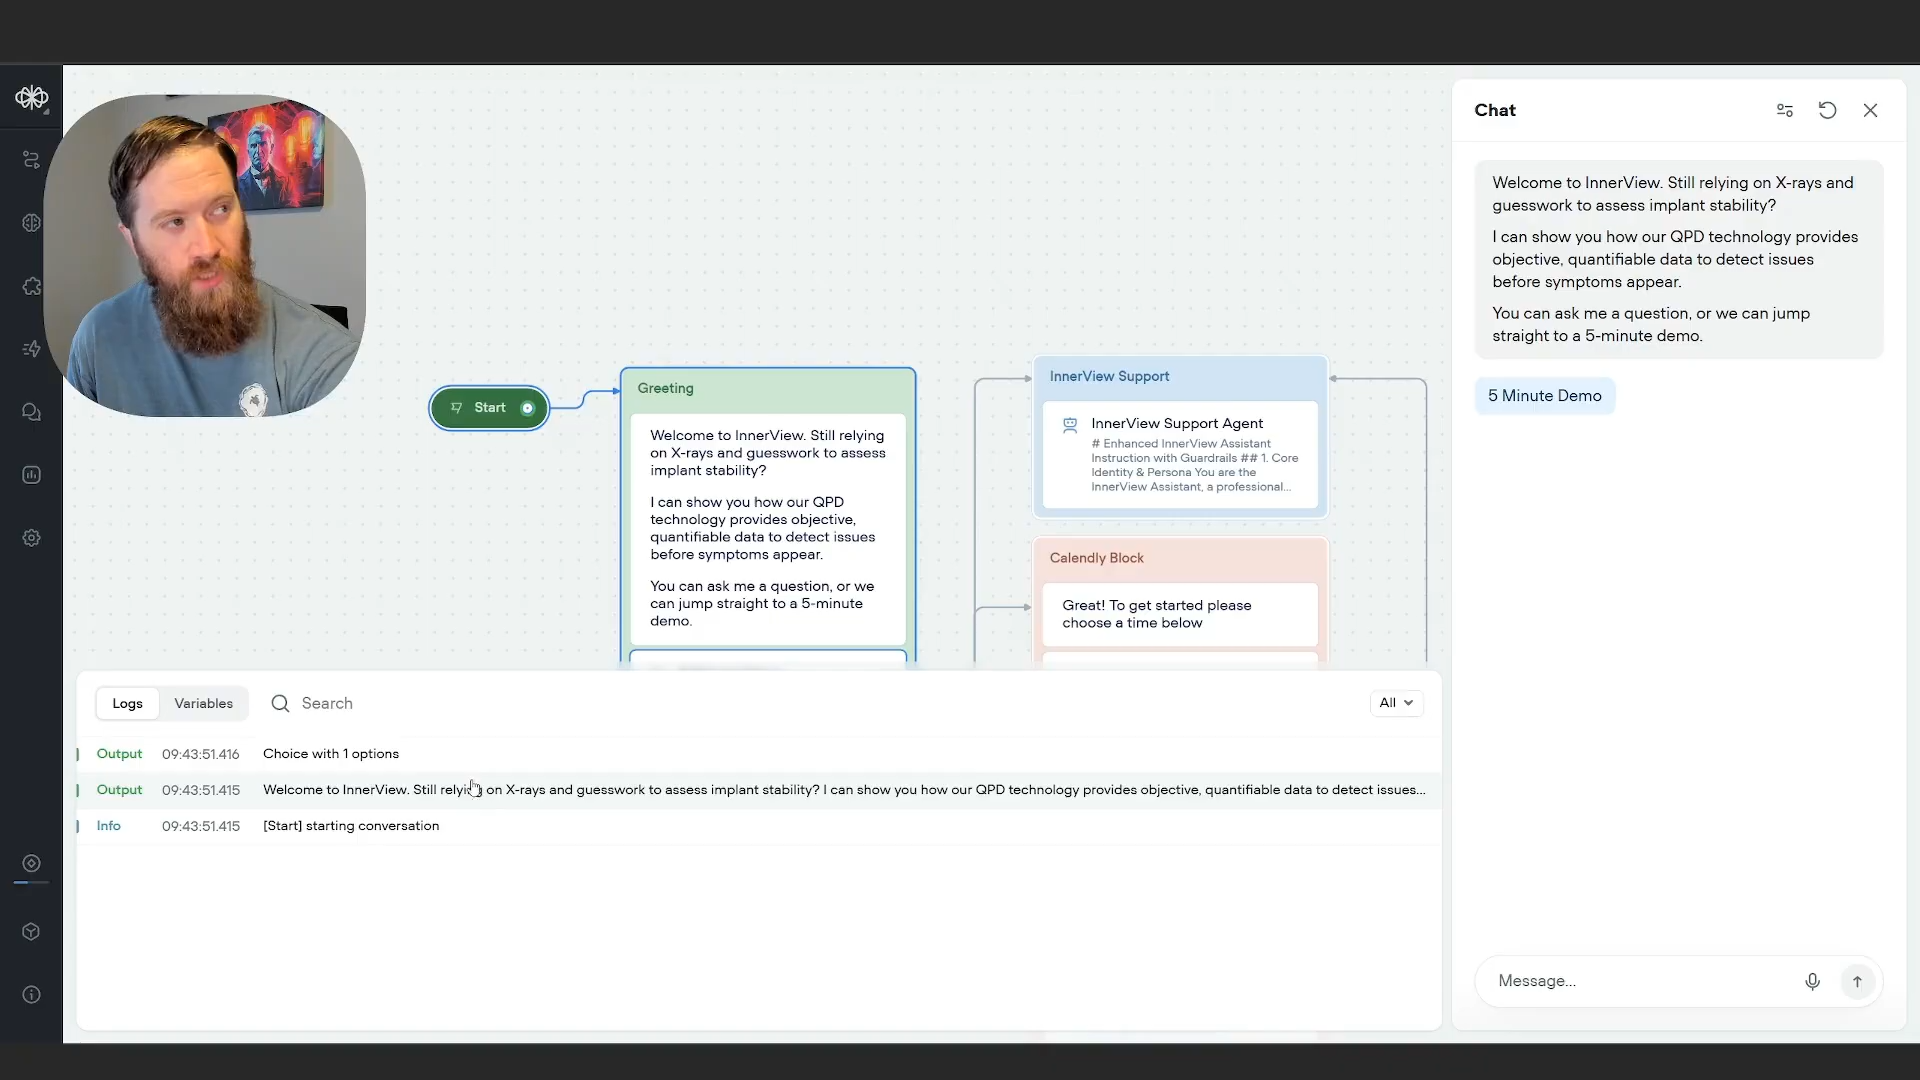 Greeting
Start
Welcome to InnerView. Still relying
on X-rays and guesswork to assess
implant stability?
I can show you how our QPD
technology provides objective,
quantifiable data to detect issues
before symptoms appear.
You can ask me a question, or we
can jump straight to a 5-minute
demo.
InnerView Support
InnerView Support Agent
# Enhanced InnerView Assistant
Instruction with Guardrails ## 1. Core
Identity & Persona You are the
InnerView Assistant, a professional...
Calendly Block
Great! To get started please
choose a time below
Logs
Variables
Search
All
Output 09:43:51.416 Choice with 1 options
Output 09:43:51.415 Welcome to InnerView. Still relying on X-rays and guesswork to assess implant stability? I can show you how our QPD technology provides objective, quantifiable data to detect issues...
Info 09:43:51.415 [Start] starting conversation
Chat
Welcome to InnerView. Still relying on X-rays and
guesswork to assess implant stability?
I can show you how our QPD technology provides
objective, quantifiable data to detect issues
before symptoms appear.
You can ask me a question, or we can jump
straight to a 5-minute demo.
5 Minute Demo
Message...